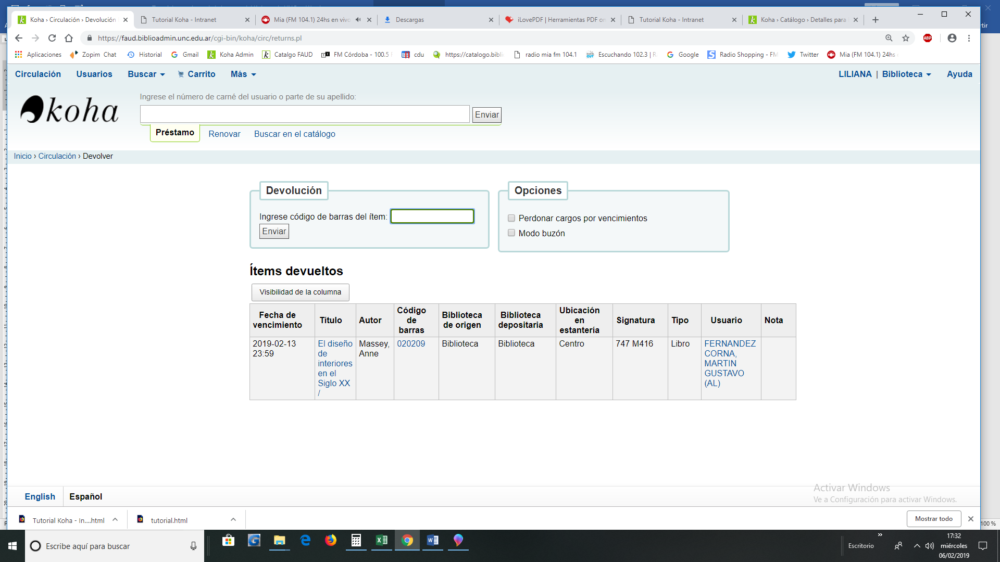 Koha › Circulación › Devolución
Tutorial Koha - Intranet
Mia (FM 104.1) 24hs en vivo
Descargas
iLovePDF | Herramientas PDF on
Tutorial Koha - Intranet
Koha › Catálogo › Detalles para
https://faud.biblioadmin.unc.edu.ar/cgi-bin/koha/circ/returns.pl
ABP
Aplicaciones
Zopim Chat
Historial
Gmail
Koha Admin
Catalgo FAUD
FM Córdoba - 100.5
cdu
https://catalogo.bibli
radio mia fm 104.1
Escuchando 102.3 | R
Google
Radio Shopping - FM
Twitter
Mia (FM 104.1) 24hs
Circulación Usuarios Buscar Carrito Más
LILIANA | Biblioteca Ayuda
koha
Ingrese el número de carné del usuario o parte de su apellido:
Enviar
Préstamo Renovar Buscar en el catálogo
Inicio › Circulación › Devolver
Devolución
Ingrese código de barras del ítem:
Enviar
Opciones
Perdonar cargos por vencimientos
Modo buzón
Ítems devueltos
Visibilidad de la columna
Fecha de vencimiento
Título
Autor
Código de barras
Biblioteca de origen
Biblioteca depositaria
Ubicación en estantería
Signatura
Tipo
Usuario
Nota
2019-02-13 23:59
El diseño de interiores en el Siglo XX /
Massey, Anne
020209
Biblioteca
Biblioteca
Centro
747 M416
Libro
FERNANDEZ CORNA, MARTIN GUSTAVO (AL)
English Español
Activar Windows
Ve a Configuración para activar Windows.
Tutorial Koha - In....html
tutorial.html
Mostrar todo
100 %
Escribe aquí para buscar
Escritorio
17:32
miércoles
06/02/2019